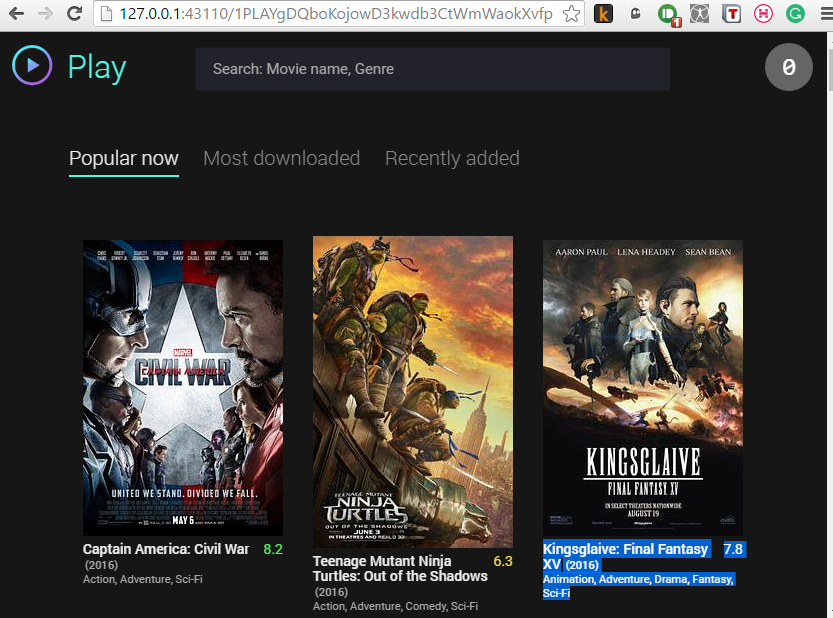 127.0.0.1:43110/1PLAYgDQboKojowD3kwdb3CtWmWaokXvfp
1
Play
Search: Movie name, Genre
0
Popular now
Most downloaded
Recently added
MARVEL
CAPTAIN AMERICA
CIVIL WAR
UNITED WE STAND. DIVIDED WE FALL.
MAY 6
TEENAGE MUTANT
NINJA
TURTLES
OUT OF THE SHADOWS
JUNE 3
IN THEATRES AND REALD 3D
AARON PAUL LENA HEADEY SEAN BEAN
KINGSGLAIVE
FINAL FANTASY XV
IN SELECT THEATERS NATIONWIDE
AUGUST 19
Captain America: Civil War 8.2
(2016)
Action, Adventure, Sci-Fi
Teenage Mutant Ninja 6.3
Turtles: Out of the Shadows
(2016)
Action, Adventure, Comedy, Sci-Fi
Kingsglaive: Final Fantasy 7.8
XV (2016)
Animation, Adventure, Drama, Fantasy,
Sci-Fi